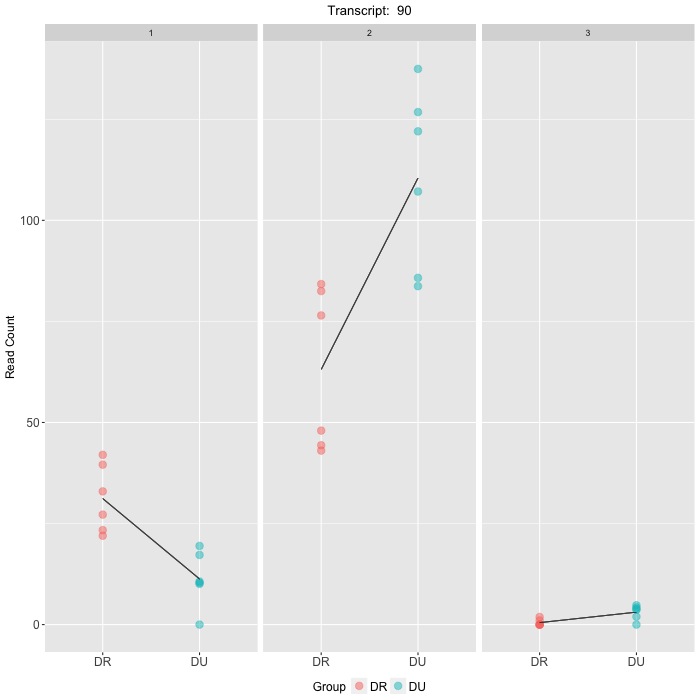 Transcript:  90
1 2 3
Read Count
100
50
0
DR DU DR DU DR DU
Group DR DU